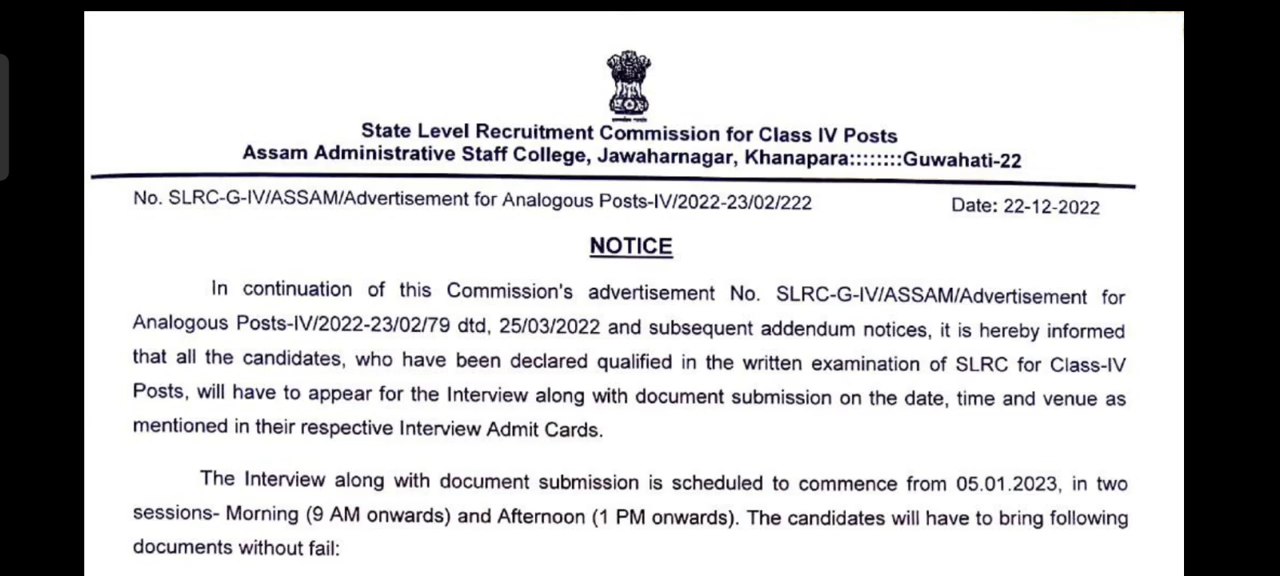 State Level Recruitment Commission for Class IV Posts
Assam Administrative Staff College, Jawaharnagar, Khanapara::::::::Guwahati-22
No. SLRC-G-IV/ASSAM/Advertisement for Analogous Posts-IV/2022-23/02/222 Date: 22-12-2022
NOTICE
In continuation of this Commission's advertisement No. SLRC-G-IV/ASSAM/Advertisement for
Analogous Posts-IV/2022-23/02/79 dtd, 25/03/2022 and subsequent addendum notices, it is hereby informed
that all the candidates, who have been declared qualified in the written examination of SLRC for Class-IV
Posts, will have to appear for the Interview along with document submission on the date, time and venue as
mentioned in their respective Interview Admit Cards.
The Interview along with document submission is scheduled to commence from 05.01.2023, in two
sessions- Morning (9 AM onwards) and Afternoon (1 PM onwards). The candidates will have to bring following
documents without fail: